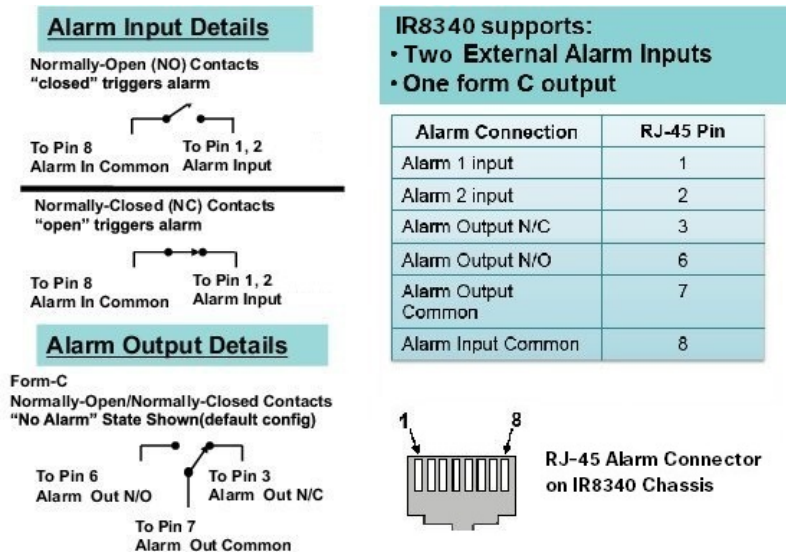 Alarm Input Details
Normally-Open (NO) Contacts
“closed” triggers alarm
To Pin 8
Alarm In Common
To Pin 1, 2
Alarm Input
Normally-Closed (NC) Contacts
“open” triggers alarm
To Pin 8
Alarm In Common
To Pin 1, 2
Alarm Input
Alarm Output Details
Form-C
Normally-Open/Normally-Closed Contacts
“No Alarm” State Shown(default config)
To Pin 6
Alarm Out N/O
To Pin 3
Alarm Out N/C
To Pin 7
Alarm Out Common
IR8340 supports:
• Two External Alarm Inputs
• One form C output
Alarm Connection RJ-45 Pin
Alarm 1 input 1
Alarm 2 input 2
Alarm Output N/C 3
Alarm Output N/O 6
Alarm Output 7
Common
Alarm Input Common 8
1 8
RJ-45 Alarm Connector
on IR8340 Chassis